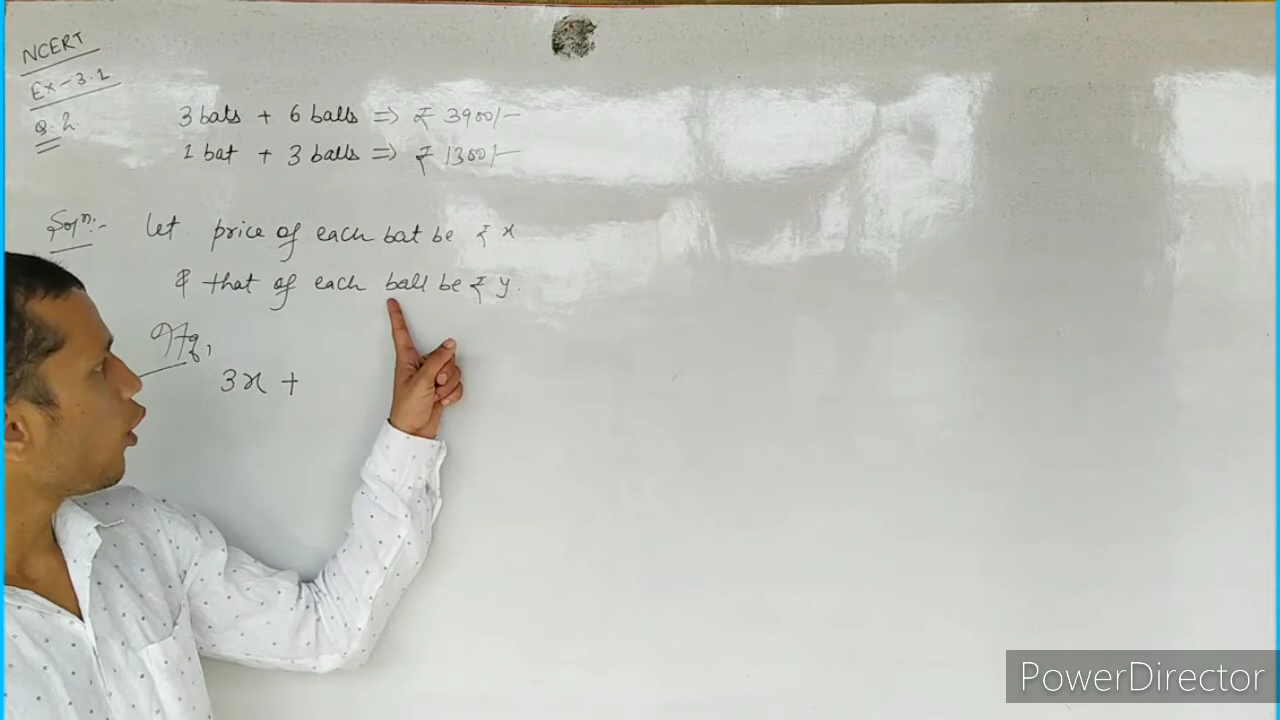 NCERT
Ex-3.1
Q.2.
3 bats + 6 balls => ₹ 3900/-
1 bat + 3 balls => ₹ 1300/-
Solⁿ:- let price of each bat be ₹ x
& that of each ball be ₹ y.
ATq,
3x +
PowerDirector